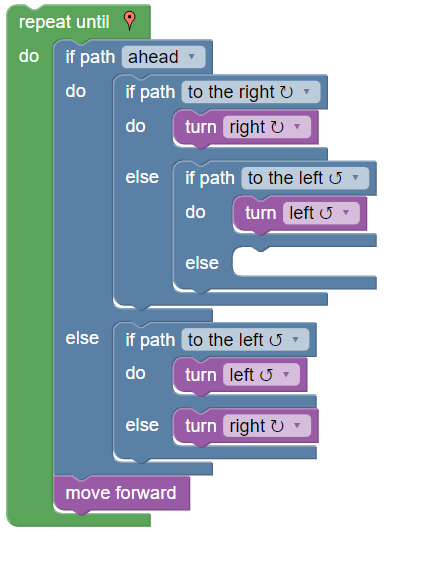 repeat until
do if path ahead
do if path to the right ↻
do turn right ↻
else if path to the left ↺
do turn left ↺
else
else if path to the left ↺
do turn left ↺
else turn right ↻
move forward